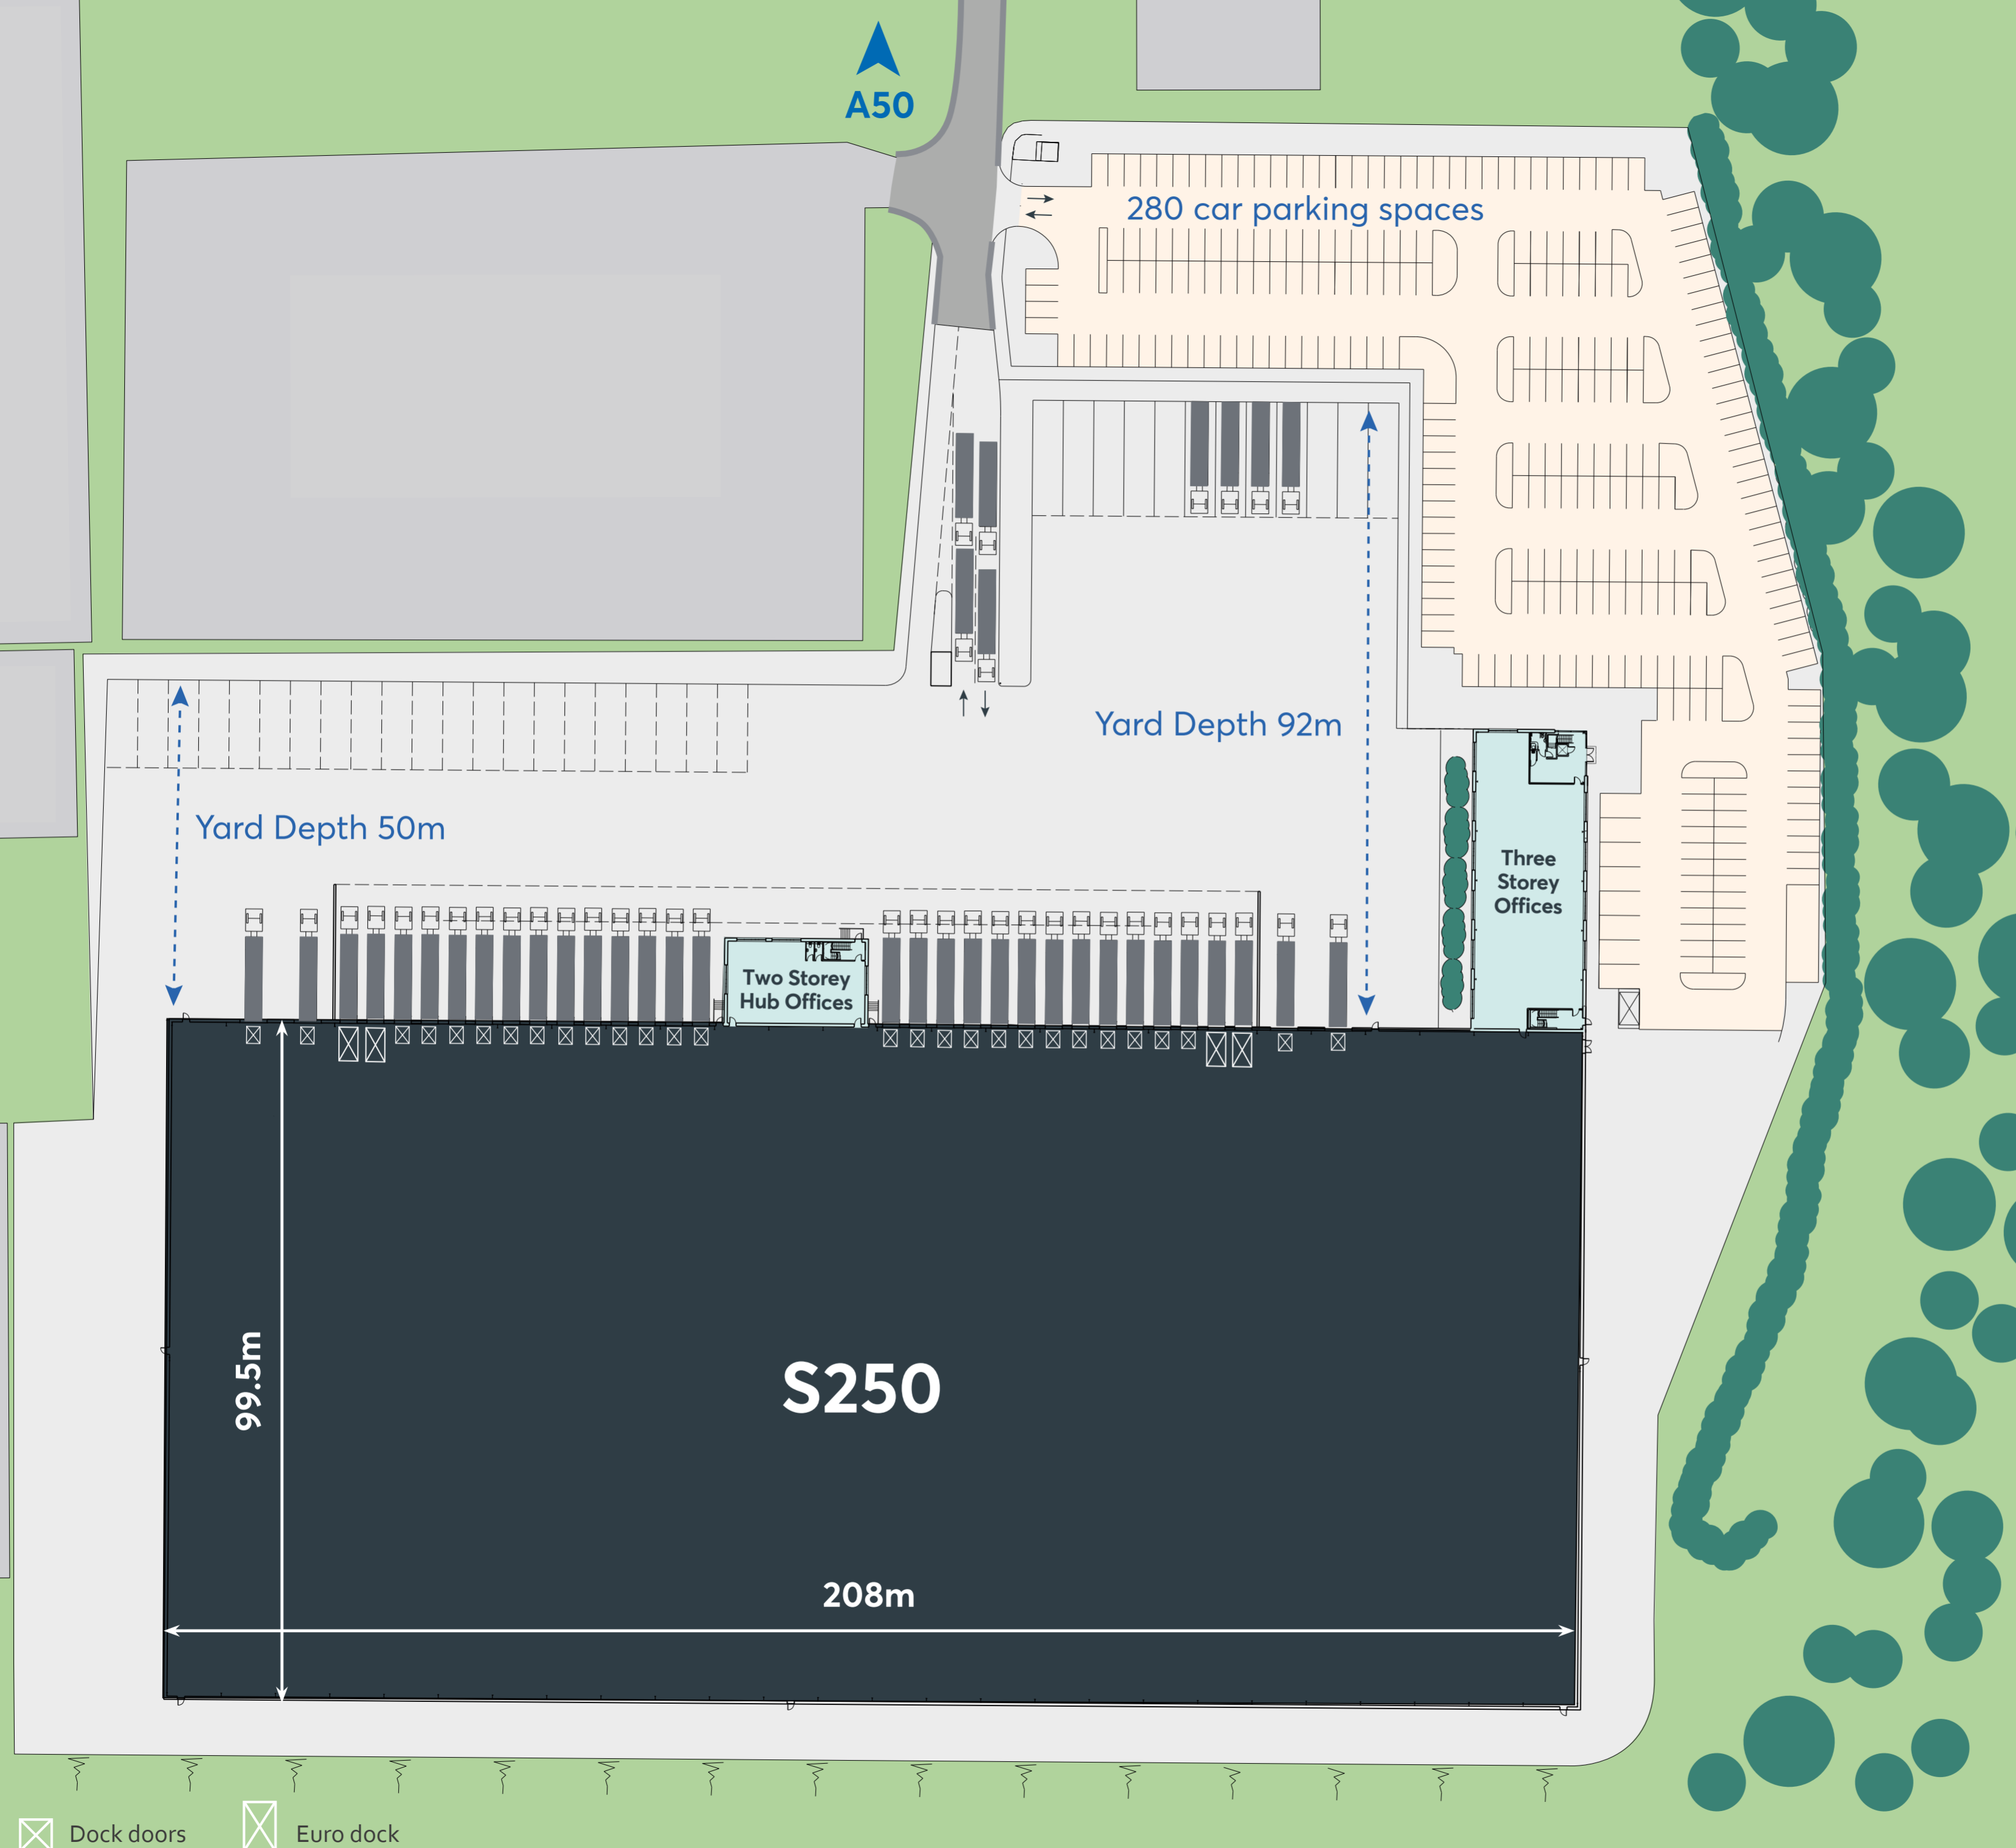 A50
280 car parking spaces
Yard Depth 92m
Yard Depth 50m
Three
Storey
Offices
Two Storey
Hub Offices
99.5m
S250
208m
Dock doors
Euro dock